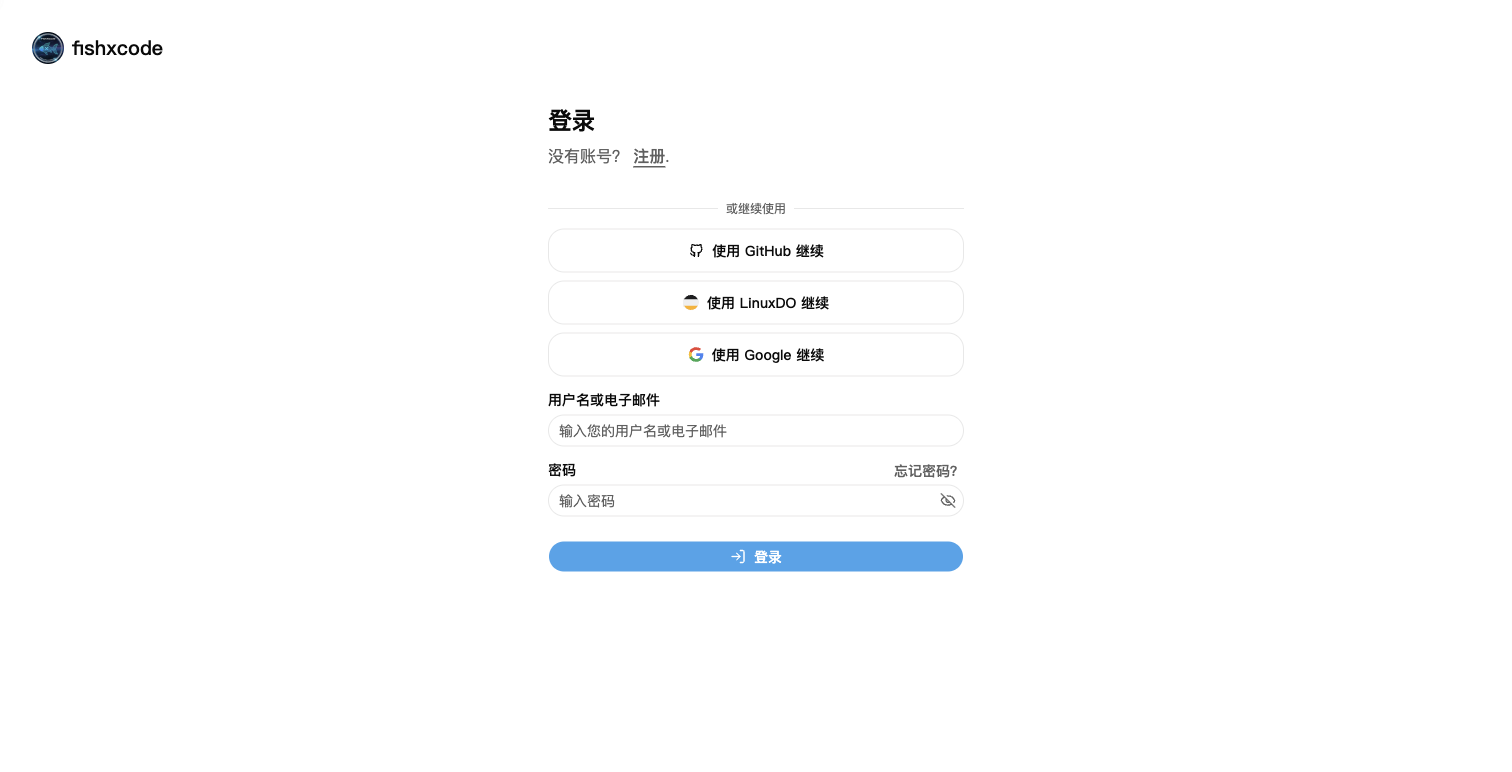 fishxcode
登录
没有账号? 注册.
或继续使用
使用 GitHub 继续
使用 LinuxDO 继续
使用 Google 继续
用户名或电子邮件
输入您的用户名或电子邮件
密码 忘记密码?
输入密码
登录